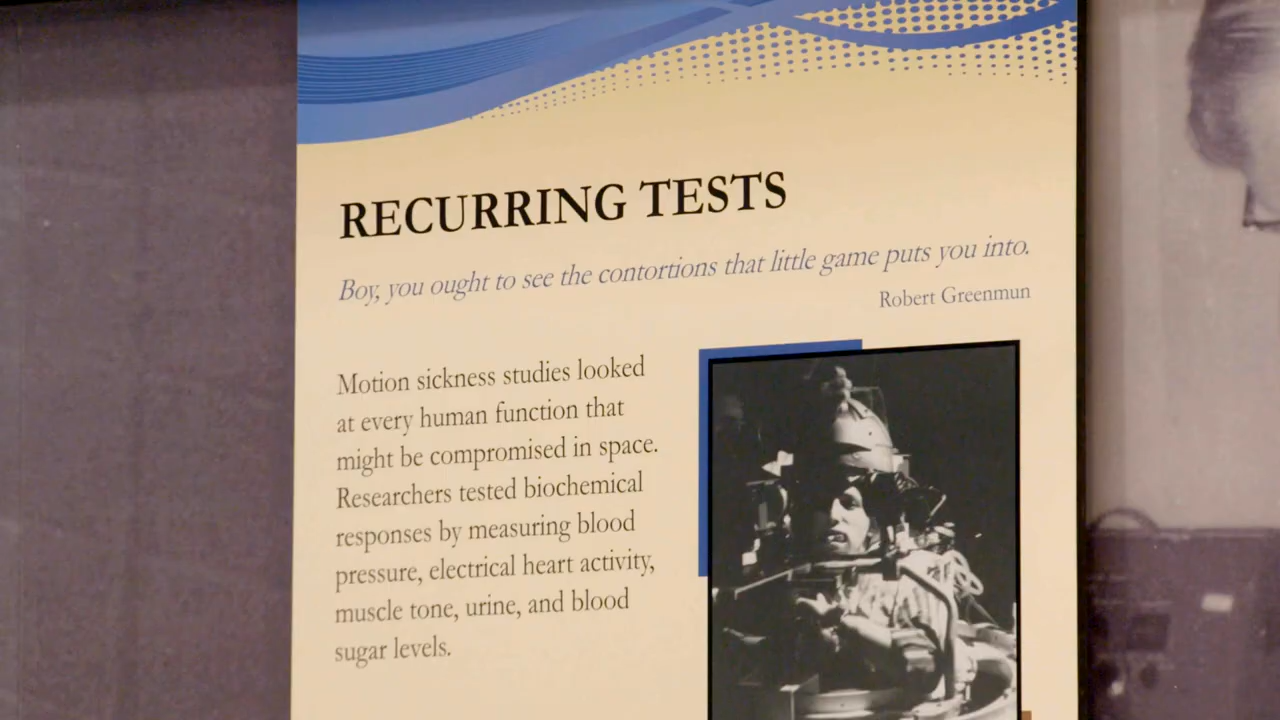 RECURRING TESTS
Boy, you ought to see the contortions that little game puts you into.
Robert Greenmun
Motion sickness studies looked
at every human function that
might be compromised in space.
Researchers tested biochemical
responses by measuring blood
pressure, electrical heart activity,
muscle tone, urine, and blood
sugar levels.